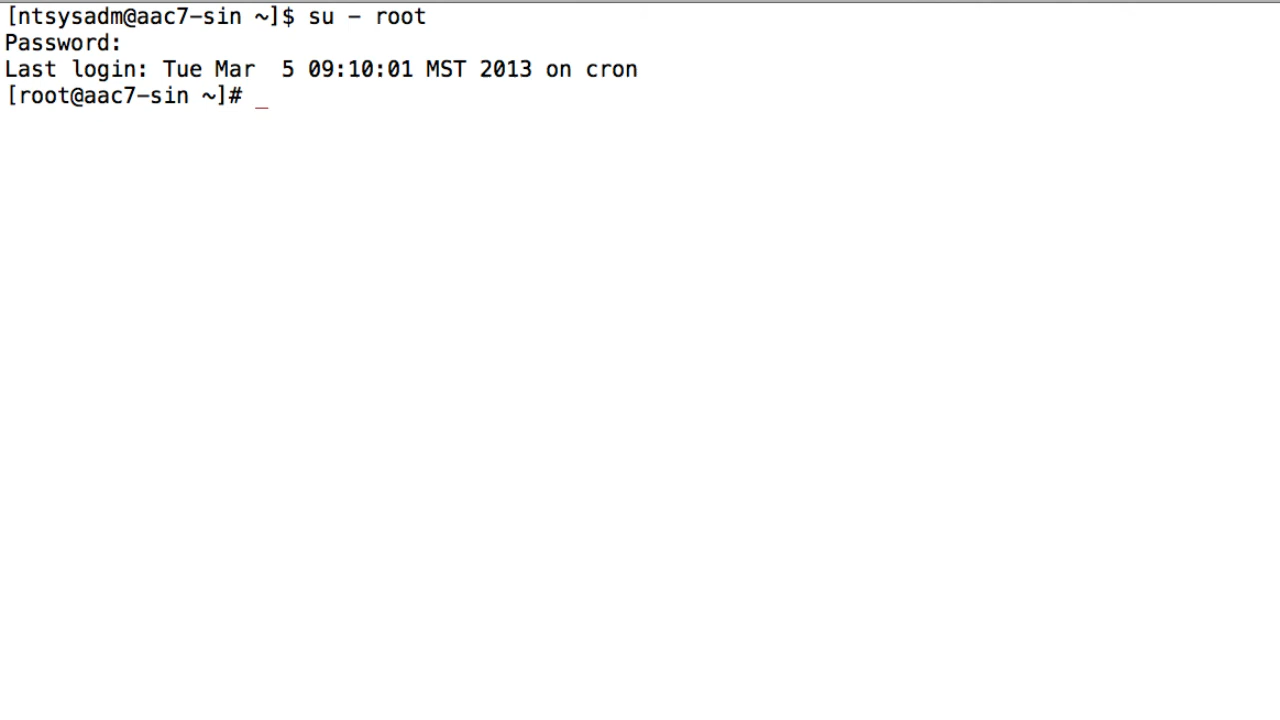 [ntsysadm@aac7-sin ~]$ su - root
Password:
Last login: Tue Mar  5 09:10:01 MST 2013 on cron
[root@aac7-sin ~]# _